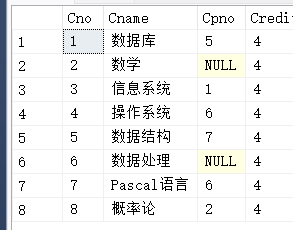 Cno Cname Cpno Credit
1 1 数据库 5 4
2 2 数学 NULL 4
3 3 信息系统 1 4
4 4 操作系统 6 4
5 5 数据结构 7 4
6 6 数据处理 NULL 4
7 7 Pascal语言 6 4
8 8 概率论 2 4